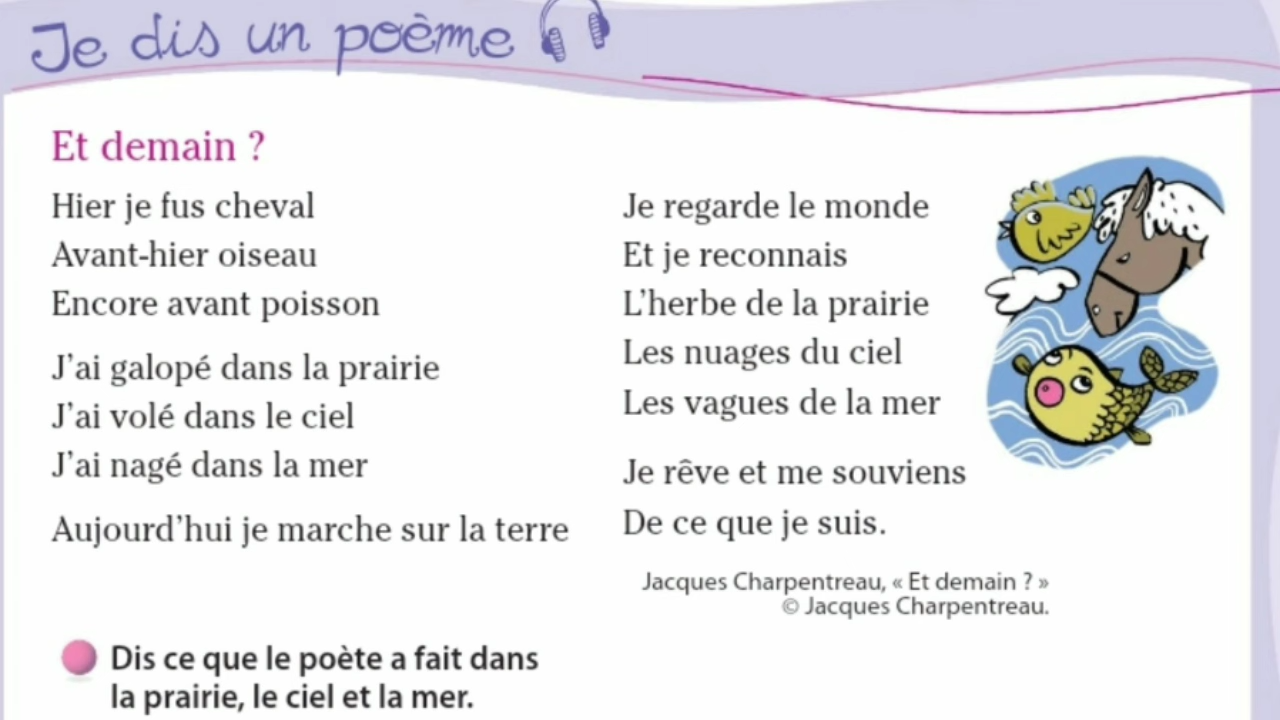 Je dis un poème
Et demain ?
Hier je fus cheval
Avant-hier oiseau
Encore avant poisson
J'ai galopé dans la prairie
J'ai volé dans le ciel
J'ai nagé dans la mer
Aujourd'hui je marche sur la terre
Je regarde le monde
Et je reconnais
L'herbe de la prairie
Les nuages du ciel
Les vagues de la mer
Je rêve et me souviens
De ce que je suis.
Jacques Charpentreau, « Et demain ? »
© Jacques Charpentreau.
Dis ce que le poète a fait dans
la prairie, le ciel et la mer.